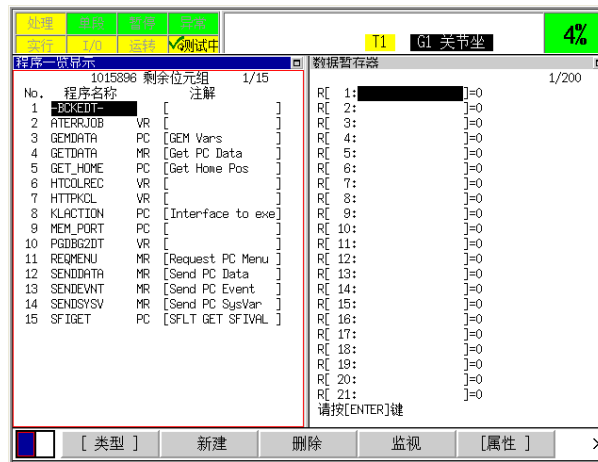 处理 单步 暂停 异常
实行 I/O 运转 测试中
T1 G1 关节坐 4%
程序一览显示
1015896 剩余位元组 1/15
No. 程序名称 注解
1 -BCKEDT- [ ]
2 ATERRJOB VR [ ]
3 GEMDATA PC [GEM Vars ]
4 GETDATA MR [Get PC Data ]
5 GET_HOME PC [Get Home Pos ]
6 HTCOLREC VR [ ]
7 HTTPKCL VR [ ]
8 KLACTION PC [Interface to exe]
9 MEM_PORT PC [ ]
10 PGDBG2DT VR [ ]
11 REQMENU MR [Request PC Menu ]
12 SENDDATA MR [Send PC Data ]
13 SENDEVNT MR [Send PC Event ]
14 SENDSYSV MR [Send PC SysVar ]
15 SFIGET PC [SFLT GET SFIVAL ]
数据暂存器
1/200
R[ 1: ]=0
R[ 2: ]=0
R[ 3: ]=0
R[ 4: ]=0
R[ 5: ]=0
R[ 6: ]=0
R[ 7: ]=0
R[ 8: ]=0
R[ 9: ]=0
R[ 10: ]=0
R[ 11: ]=0
R[ 12: ]=0
R[ 13: ]=0
R[ 14: ]=0
R[ 15: ]=0
R[ 16: ]=0
R[ 17: ]=0
R[ 18: ]=0
R[ 19: ]=0
R[ 20: ]=0
R[ 21: ]=0
请按[ENTER]键
[ 类型 ] 新建 删除 监视 [属性 ] >